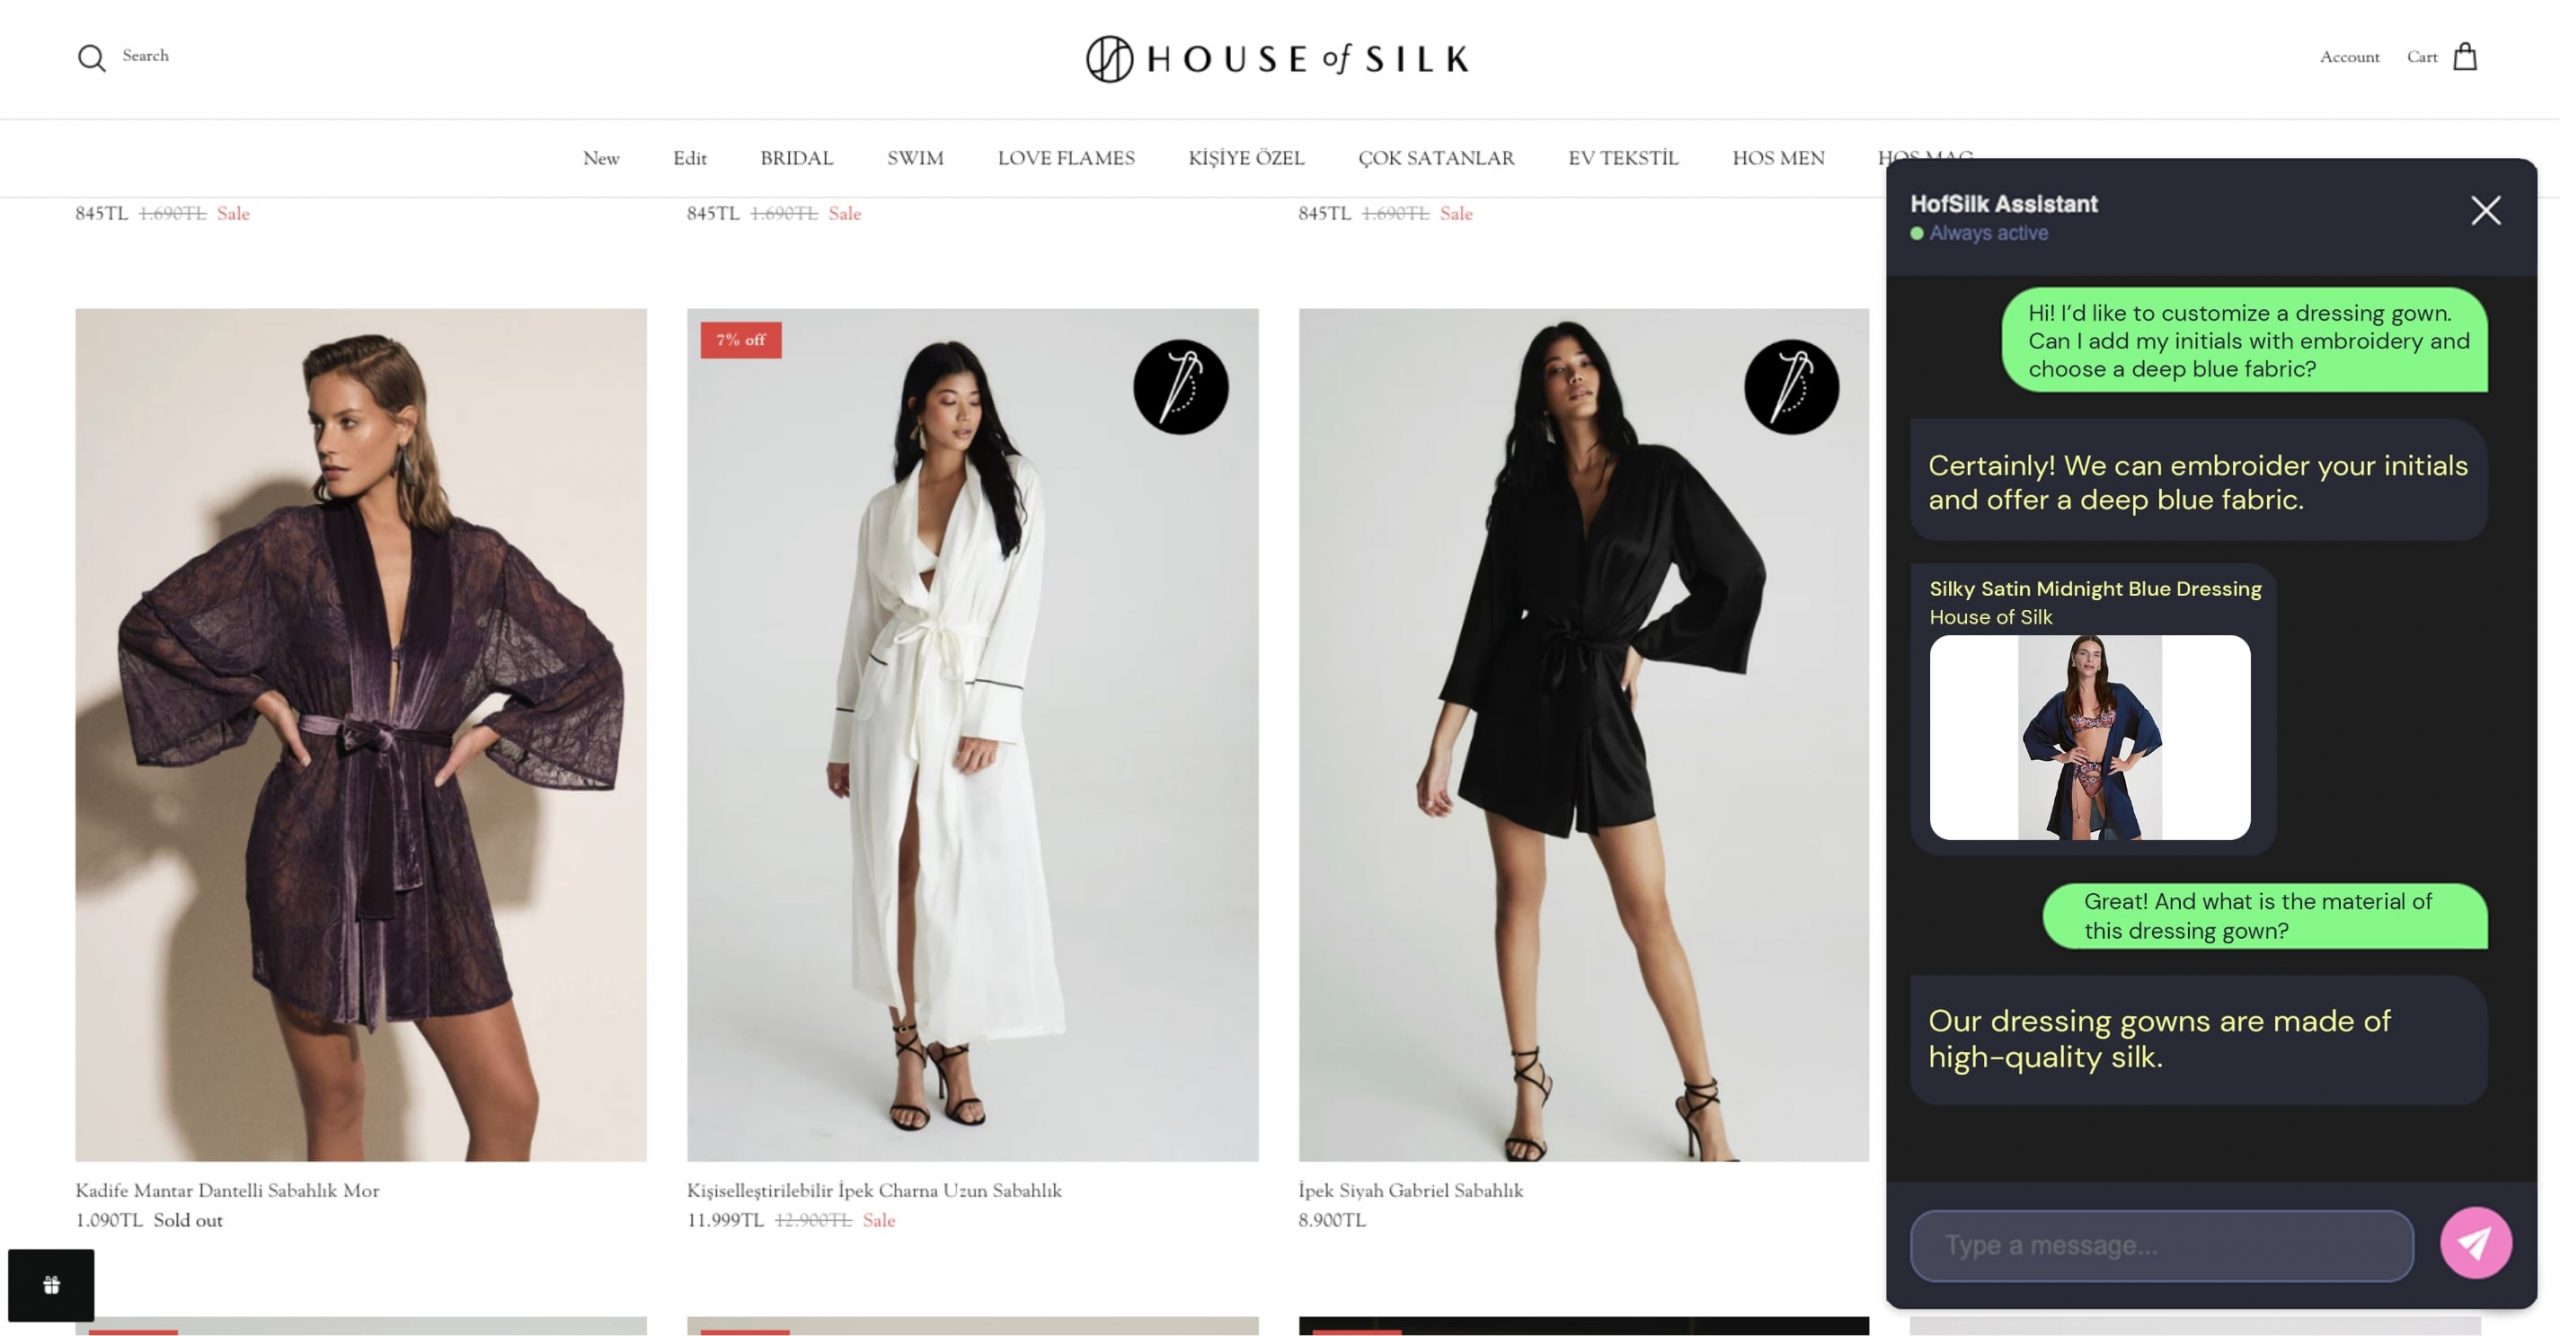 Search
HOUSE of SILK
Account Cart
New Edit BRIDAL SWIM LOVE FLAMES KİŞİYE ÖZEL ÇOK SATANLAR EV TEKSTİL HOS MEN HOS MAG
845TL 1.690TL Sale
845TL 1.690TL Sale
845TL 1.690TL Sale
7% off
Kadife Mantar Dantelli Sabahlık Mor
1.090TL Sold out
Kişiselleştirilebilir İpek Charna Uzun Sabahlık
11.999TL 12.900TL Sale
İpek Siyah Gabriel Sabahlık
8.900TL
HofSilk Assistant
Always active
Hi! I’d like to customize a dressing gown.
Can I add my initials with embroidery and
choose a deep blue fabric?
Certainly! We can embroider your initials
and offer a deep blue fabric.
Silky Satin Midnight Blue Dressing
House of Silk
Great! And what is the material of
this dressing gown?
Our dressing gowns are made of
high-quality silk.
Type a message...